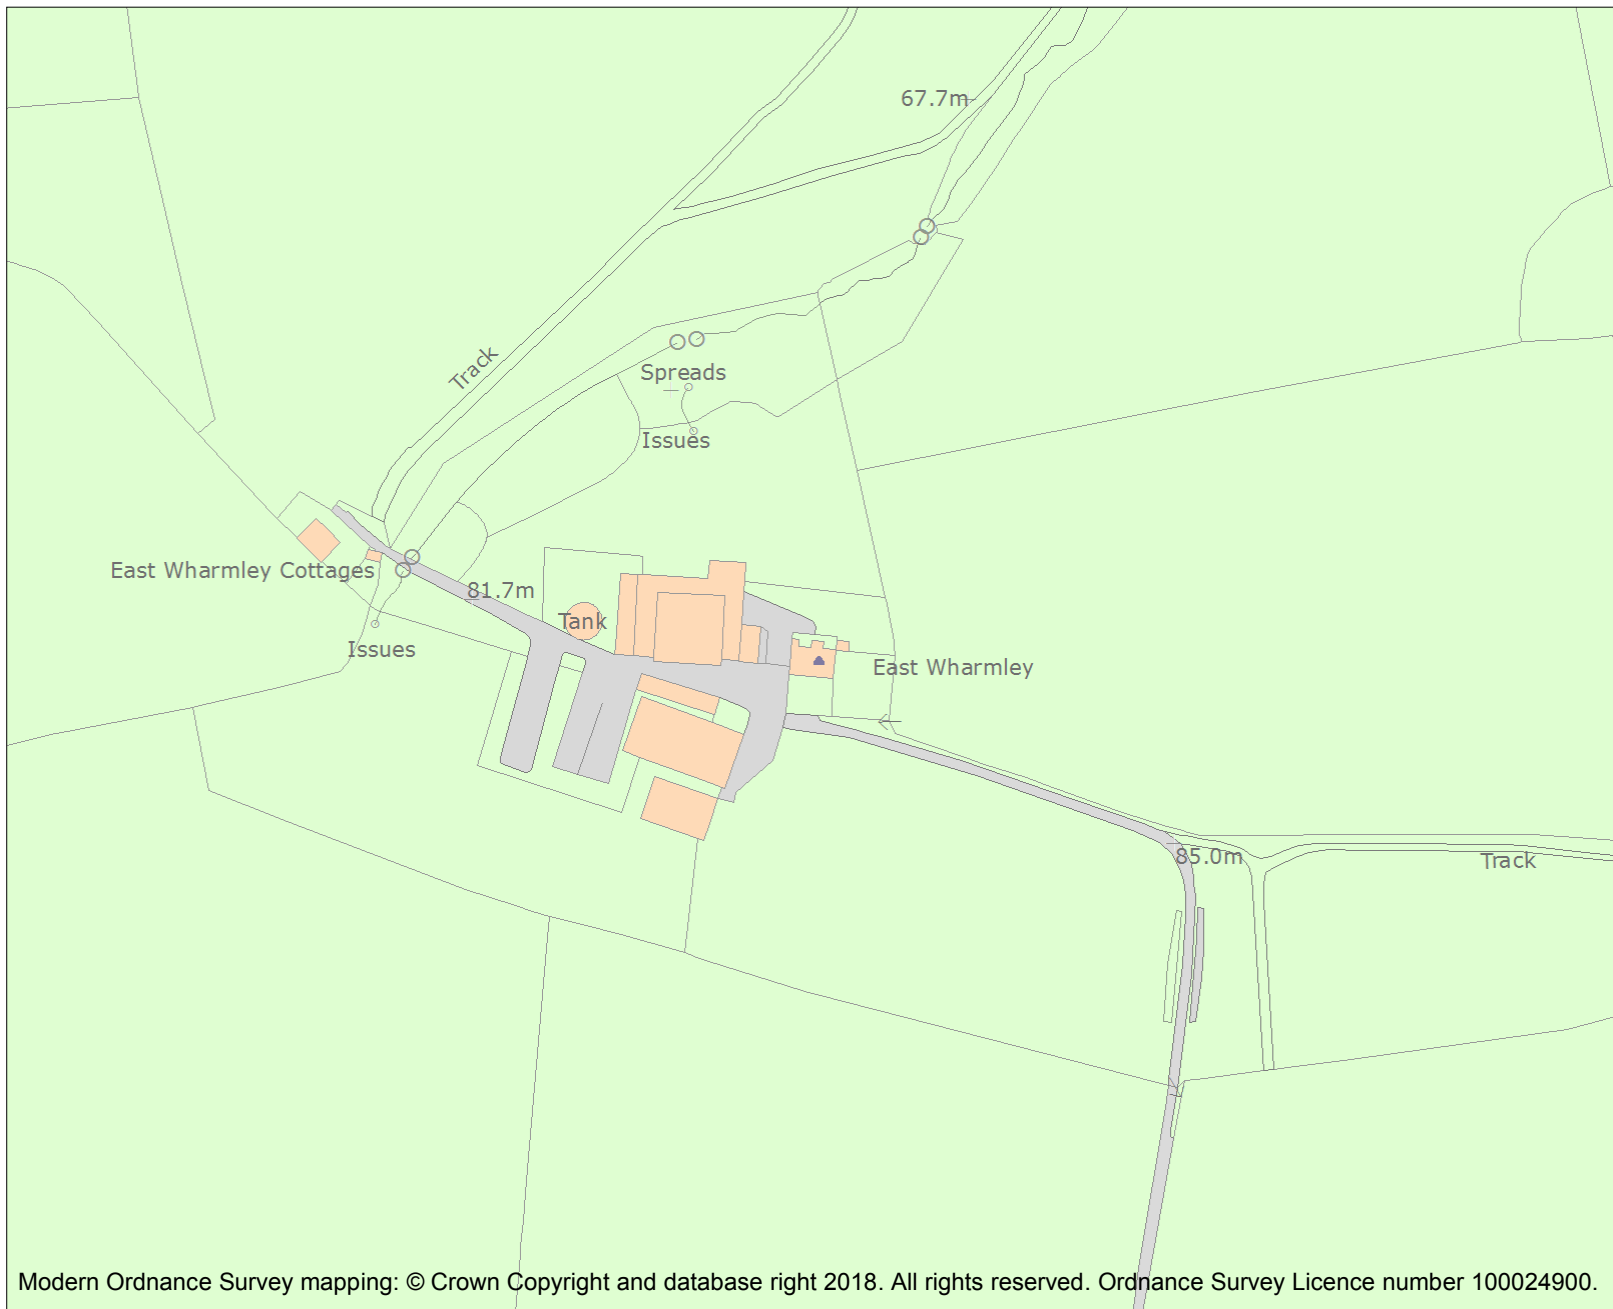 67.7m
Track
Spreads
Issues
East Wharmley Cottages
81.7m
Tank
Issues
East Wharmley
85.0m
Track
Modern Ordnance Survey mapping: © Crown Copyright and database right 2018. All rights reserved. Ordnance Survey Licence number 100024900.